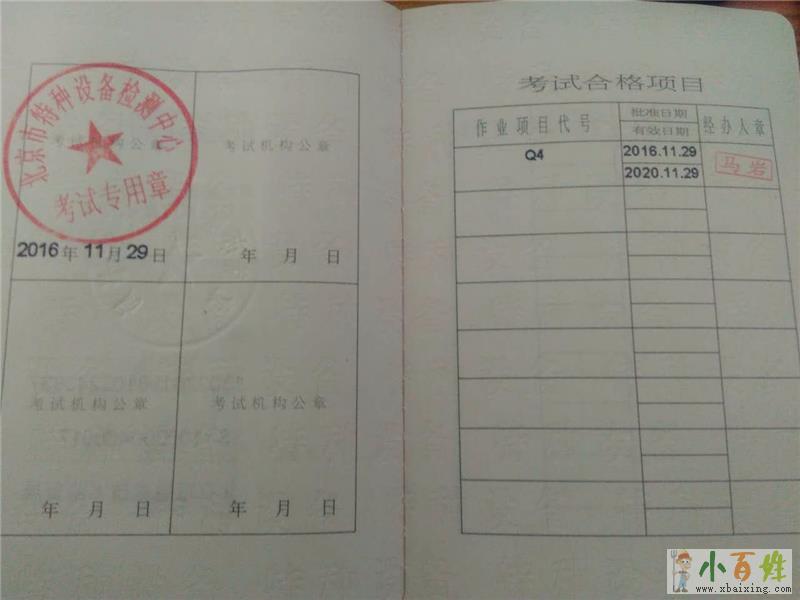 北京市特种设备检测中心
考试机构公章
考试专用章
2016年11月29日
考试机构公章
年 月 日
考试机构公章
年 月 日
考试机构公章
年 月 日
考试合格项目
作业项目代号 批准日期 经办人章
有效日期
Q4 2016.11.29 马岩
2020.11.29
小百姓
www.xbaixing.com